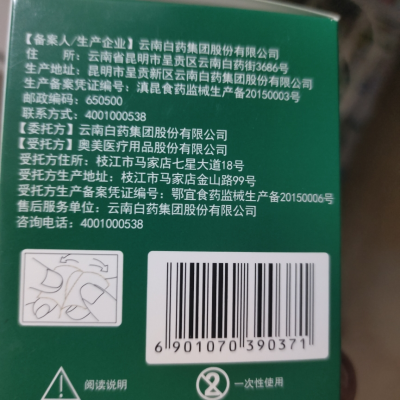 【备案人/生产企业】云南白药集团股份有限公司
住　　所：云南省昆明市呈贡区云南白药街3686号
生产地址：昆明市呈贡新区云南白药集团股份有限公司
生产备案凭证编号：滇昆食药监械生产备20150003号
邮政编码：650500
联系方式：4001000538
【委托方】云南白药集团股份有限公司
【受托方】奥美医疗用品股份有限公司
受托方住所：枝江市马家店七星大道18号
受托方生产地址：枝江市马家店金山路99号
受托方生产备案凭证编号：鄂宜食药监械生产备20150006号
售后服务单位：云南白药集团股份有限公司
咨询电话：4001000538
6 901070 390371
阅读说明
2 一次性使用